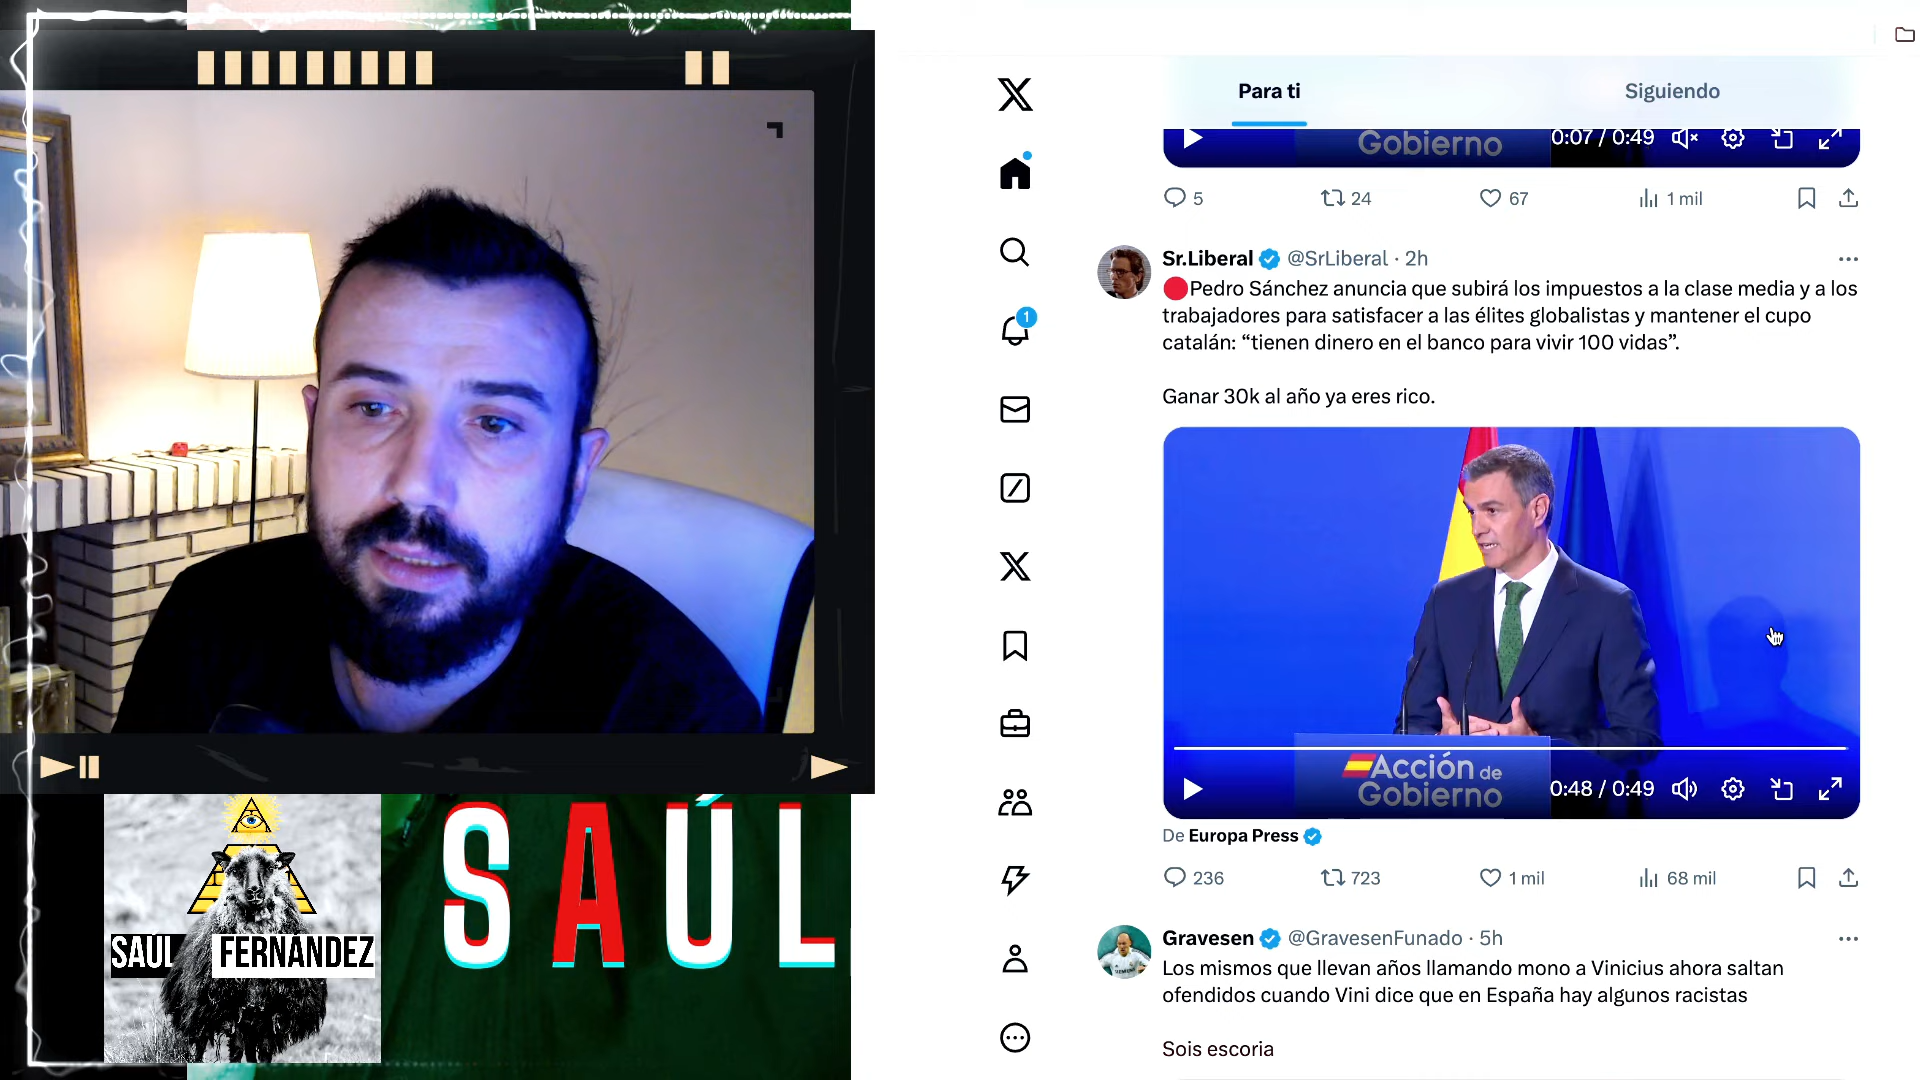 SAÚL FERNÁNDEZ
SAÚL
Para ti
Siguiendo
Gobierno
0:07 / 0:49
5
24
67
1 mil
1
Sr.Liberal @SrLiberal · 2h
🔴Pedro Sánchez anuncia que subirá los impuestos a la clase media y a los
trabajadores para satisfacer a las élites globalistas y mantener el cupo
catalán: “tienen dinero en el banco para vivir 100 vidas”.
Ganar 30k al año ya eres rico.
Acción de
Gobierno
0:48 / 0:49
De Europa Press
236
723
1 mil
68 mil
Gravesen @GravesenFunado · 5h
Los mismos que llevan años llamando mono a Vinicius ahora saltan
ofendidos cuando Vini dice que en España hay algunos racistas
Sois escoria